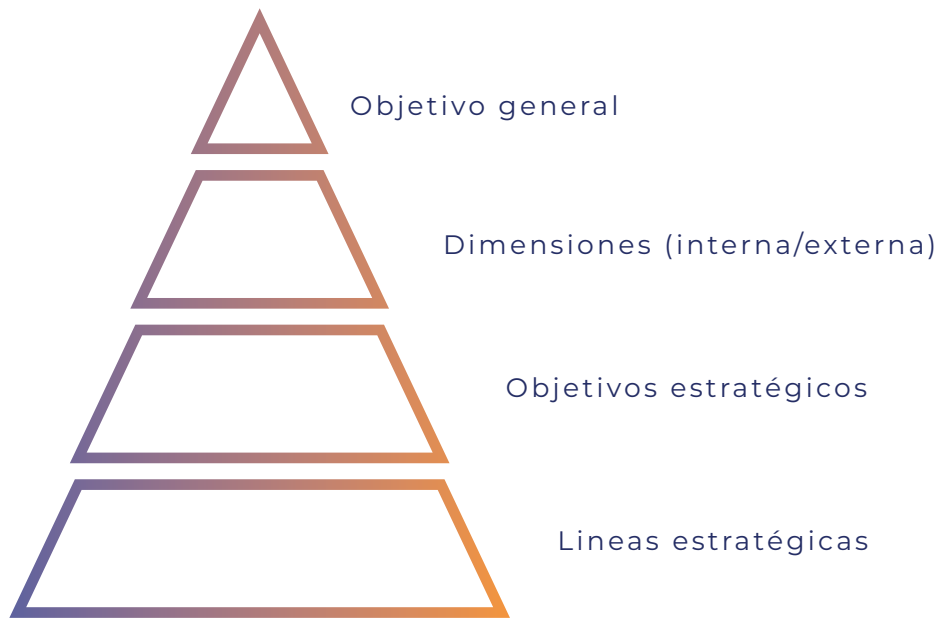 Objetivo general
Dimensiones (interna/externa)
Objetivos estratégicos
Lineas estratégicas